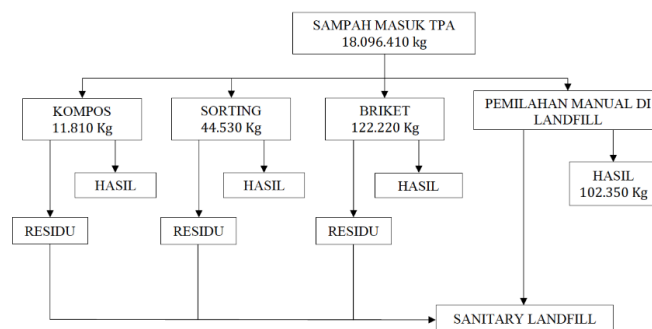 SAMPAH MASUK TPA
18.096.410 kg
KOMPOS
11.810 Kg
SORTING
44.530 Kg
BRIKET
122.220 Kg
PEMILAHAN MANUAL DI
LANDFILL
HASIL
HASIL
HASIL
HASIL
102.350 Kg
RESIDU
RESIDU
RESIDU
SANITARY LANDFILL